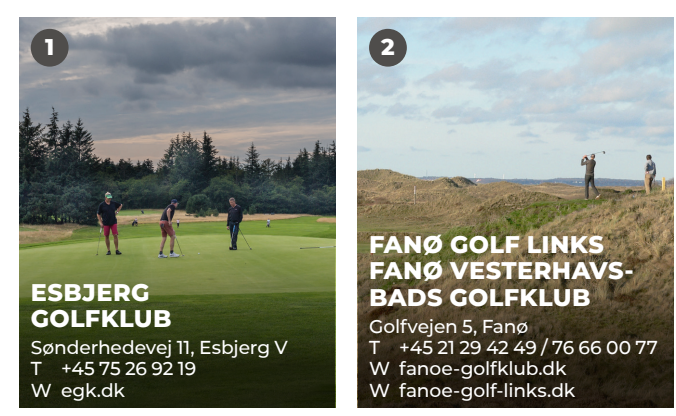 1
ESBJERG
GOLFKLUB
Sønderhedevej 11, Esbjerg V
T +45 75 26 92 19
W egk.dk
2
FANØ GOLF LINKS
FANØ VESTERHAVS-
BADS GOLFKLUB
Golfvejen 5, Fanø
T +45 21 29 42 49 / 76 66 00 77
W fanoe-golfklub.dk
W fanoe-golf-links.dk